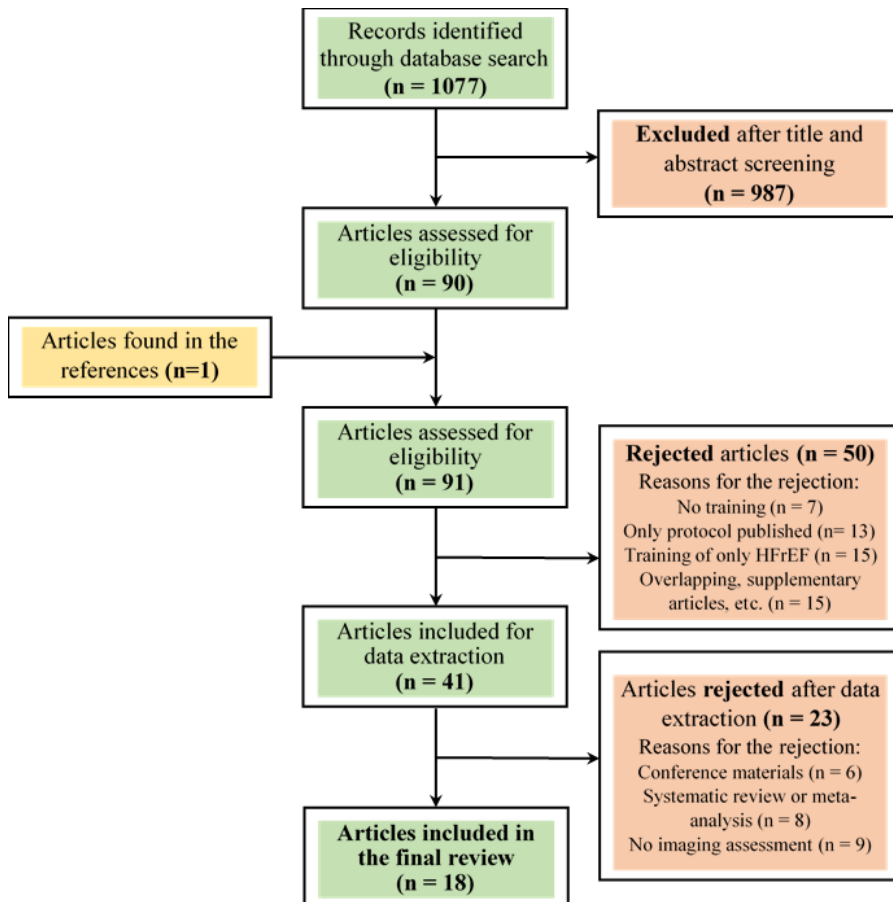 Records identified
through database search
(n = 1077)
Excluded after title and
abstract screening
(n = 987)
Articles assessed for
eligibility
(n = 90)
Articles found in the
references (n=1)
Articles assessed for
eligibility
(n = 91)
Rejected articles (n = 50)
Reasons for the rejection:
No training (n = 7)
Only protocol published (n= 13)
Training of only HFrEF (n = 15)
Overlapping, supplementary
articles, etc. (n = 15)
Articles included for
data extraction
(n = 41)
Articles rejected after data
extraction (n = 23)
Reasons for the rejection:
Conference materials (n = 6)
Systematic review or meta-
analysis (n = 8)
No imaging assessment (n = 9)
Articles included in
the final review
(n = 18)